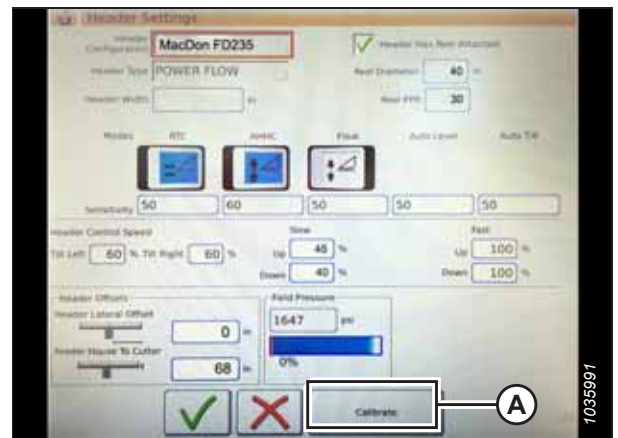 Header Settings
Header Configuration MacDon FD235
Header Has Reel Attached
Header Type POWER FLOW
Reel Diameter 40 in
Header Width in
Reel PPR 30
Modes RTC AHHC Float Auto Level Auto Tilt
Sensitivity 50 60 50 50 50
Header Control Speed
Slow Fast
Tilt Left 60 % Tilt Right 60 % Up 45 % Up 100 %
Down 40 % Down 100 %
Header Offsets
Field Pressure
Header Lateral Offset
0 in
1647 psi
Feeder House To Cutter
68 in
0%
Calibrate
A
1035991